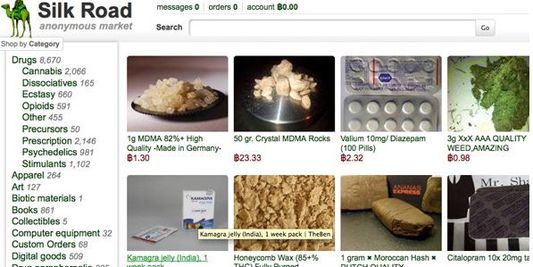 Silk Road
anonymous market
messages 0 | orders 0 | account ฿0.00
Search
Go
Shop by Category
Drugs 8,670
Cannabis 2,066
Dissociatives 165
Ecstasy 660
Opioids 591
Other 455
Precursors 50
Prescription 2,146
Psychedelics 981
Stimulants 1,102
Apparel 264
Art 127
Biotic materials 1
Books 861
Collectibles 5
Computer equipment 32
Custom Orders 68
Digital goods 509
Drug paraphernalia 305
1g MDMA 82%+ High
Quality -Made in Germany-
฿1.30
50 gr. Crystal MDMA Rocks
฿23.33
Valium 10mg/ Diazepam
(100 Pills)
฿2.32
3g XxX AAA QUALITY
WEED,AMAZING
฿0.98
KAMAGRA
Kamagra jelly (India), 1 week pack | TheBen
Kamagra jelly (India), 1
week pack
Honeycomb Wax (85+%
THC) Fully Purged
ANANAS
EXPRESS
1 gram × Moroccan Hash ×
DUTCH QUALITY
Mr. Sha
Citalopram 10x 20mg ta